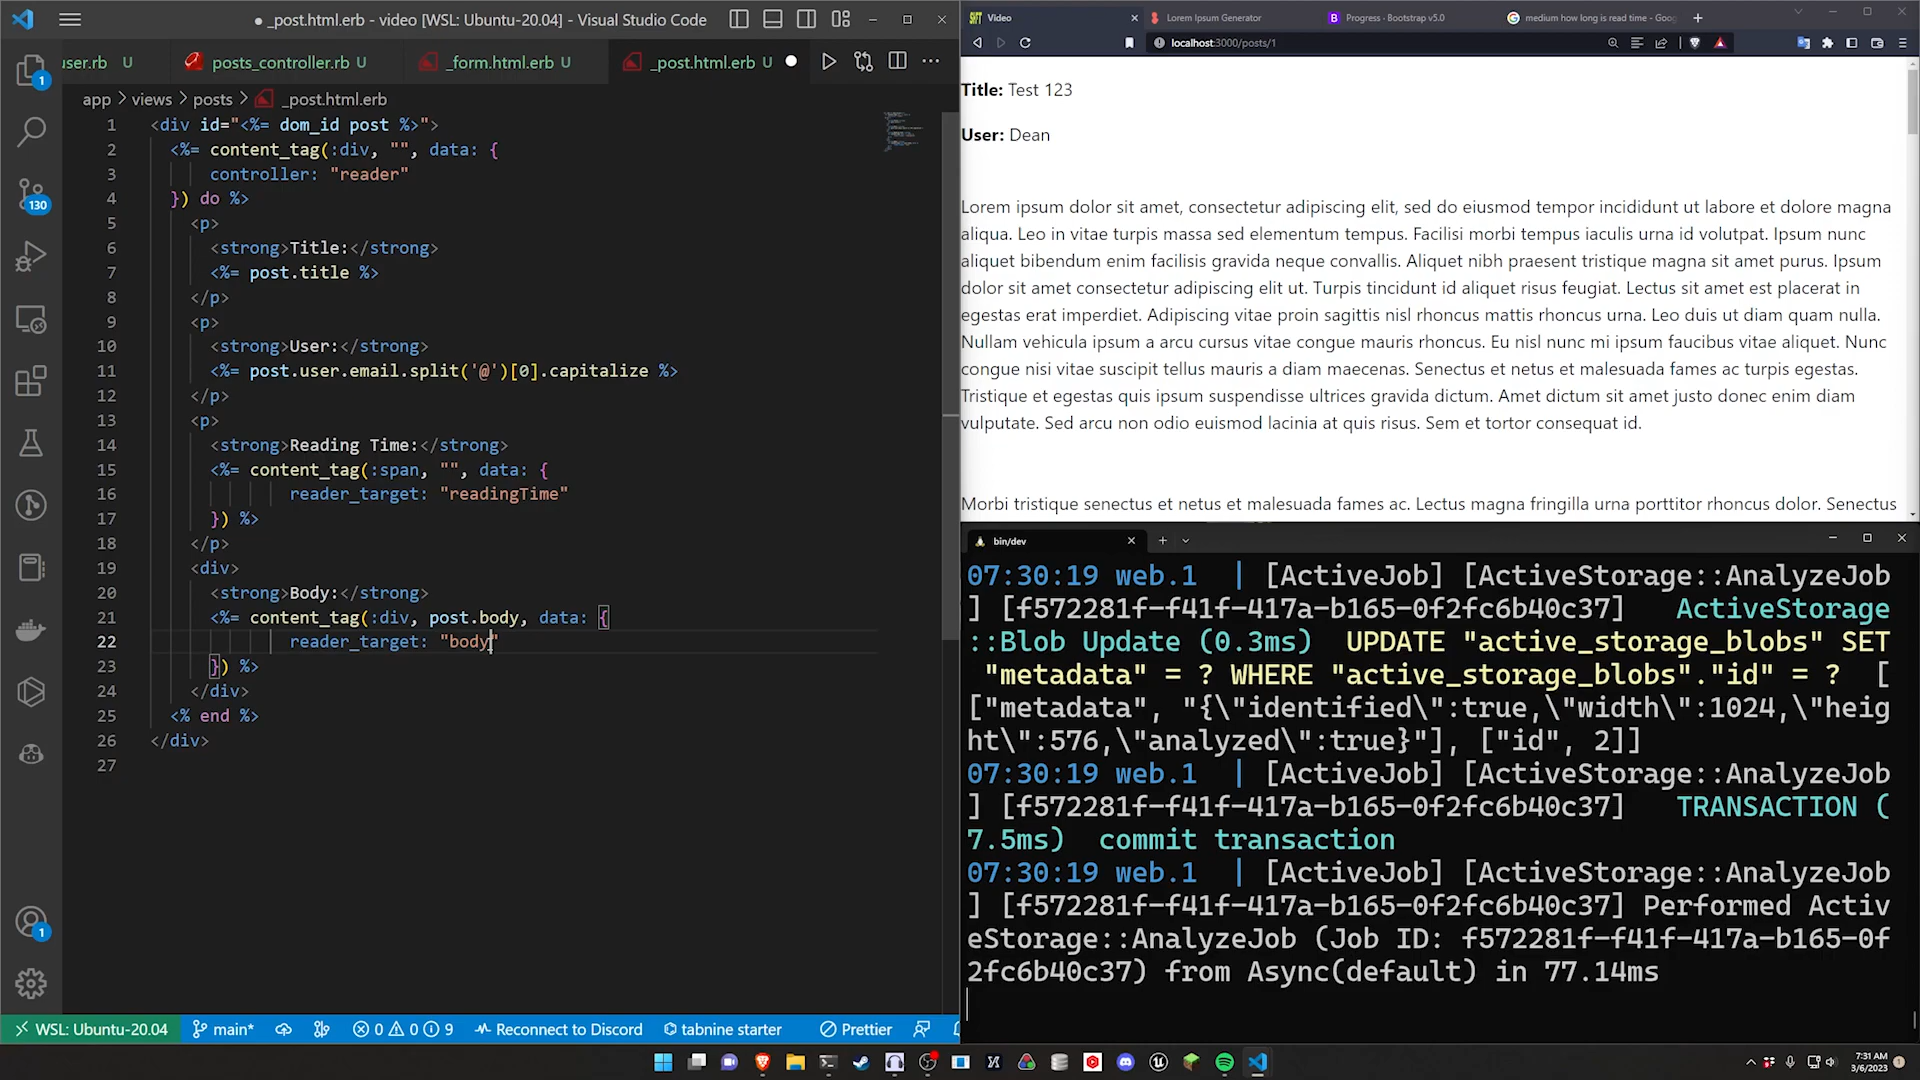 _post.html.erb - video [WSL: Ubuntu-20.04] - Visual Studio Code
user.rb U
posts_controller.rb U
_form.html.erb U
_post.html.erb U
app > views > posts > _post.html.erb
1 <div id="<%= dom_id post %>">
2 <%= content_tag(:div, "", data: {
3 controller: "reader"
4 }) do %>
5 <p>
6 <strong>Title:</strong>
7 <%= post.title %>
8 </p>
9 <p>
10 <strong>User:</strong>
11 <%= post.user.email.split('@')[0].capitalize %>
12 </p>
13 <p>
14 <strong>Reading Time:</strong>
15 <%= content_tag(:span, "", data: {
16 reader_target: "readingTime"
17 }) %>
18 </p>
19 <div>
20 <strong>Body:</strong>
21 <%= content_tag(:div, post.body, data: {
22 reader_target: "body"
23 }) %>
24 </div>
25 <% end %>
26 </div>
27
1
130
1
WSL: Ubuntu-20.04 main* 0 0 9 Reconnect to Discord tabnine starter Prettier
Video
Lorem Ipsum Generator
Progress · Bootstrap v5.0
medium how long is read time - Goo
localhost:3000/posts/1
Title: Test 123
User: Dean
Lorem ipsum dolor sit amet, consectetur adipiscing elit, sed do eiusmod tempor incididunt ut labore et dolore magna
aliqua. Leo in vitae turpis massa sed elementum tempus. Facilisi morbi tempus iaculis urna id volutpat. Ipsum nunc
aliquet bibendum enim facilisis gravida neque convallis. Aliquet nibh praesent tristique magna sit amet purus. Ipsum
dolor sit amet consectetur adipiscing elit ut. Turpis tincidunt id aliquet risus feugiat. Lectus sit amet est placerat in
egestas erat imperdiet. Adipiscing vitae proin sagittis nisl rhoncus mattis rhoncus urna. Leo duis ut diam quam nulla.
Nullam vehicula ipsum a arcu cursus vitae congue mauris rhoncus. Eu nisl nunc mi ipsum faucibus vitae aliquet. Nunc
congue nisi vitae suscipit tellus mauris a diam maecenas. Senectus et netus et malesuada fames ac turpis egestas.
Tristique et egestas quis ipsum suspendisse ultrices gravida dictum. Amet dictum sit amet justo donec enim diam
vulputate. Sed arcu non odio euismod lacinia at quis risus. Sem et tortor consequat id.
Morbi tristique senectus et netus et malesuada fames ac. Lectus magna fringilla urna porttitor rhoncus dolor. Senectus
bin/dev
07:30:19 web.1 | [ActiveJob] [ActiveStorage::AnalyzeJob
] [f572281f-f41f-417a-b165-0f2fc6b40c37] ActiveStorage
::Blob Update (0.3ms) UPDATE "active_storage_blobs" SET
"metadata" = ? WHERE "active_storage_blobs"."id" = ? [
["metadata", "{\"identified\":true,\"width\":1024,\"heig
ht\":576,\"analyzed\":true}"], ["id", 2]]
07:30:19 web.1 | [ActiveJob] [ActiveStorage::AnalyzeJob
] [f572281f-f41f-417a-b165-0f2fc6b40c37] TRANSACTION (
7.5ms) commit transaction
07:30:19 web.1 | [ActiveJob] [ActiveStorage::AnalyzeJob
] [f572281f-f41f-417a-b165-0f2fc6b40c37] Performed Activ
eStorage::AnalyzeJob (Job ID: f572281f-f41f-417a-b165-0f
2fc6b40c37) from Async(default) in 77.14ms
7:31 AM
3/6/2023